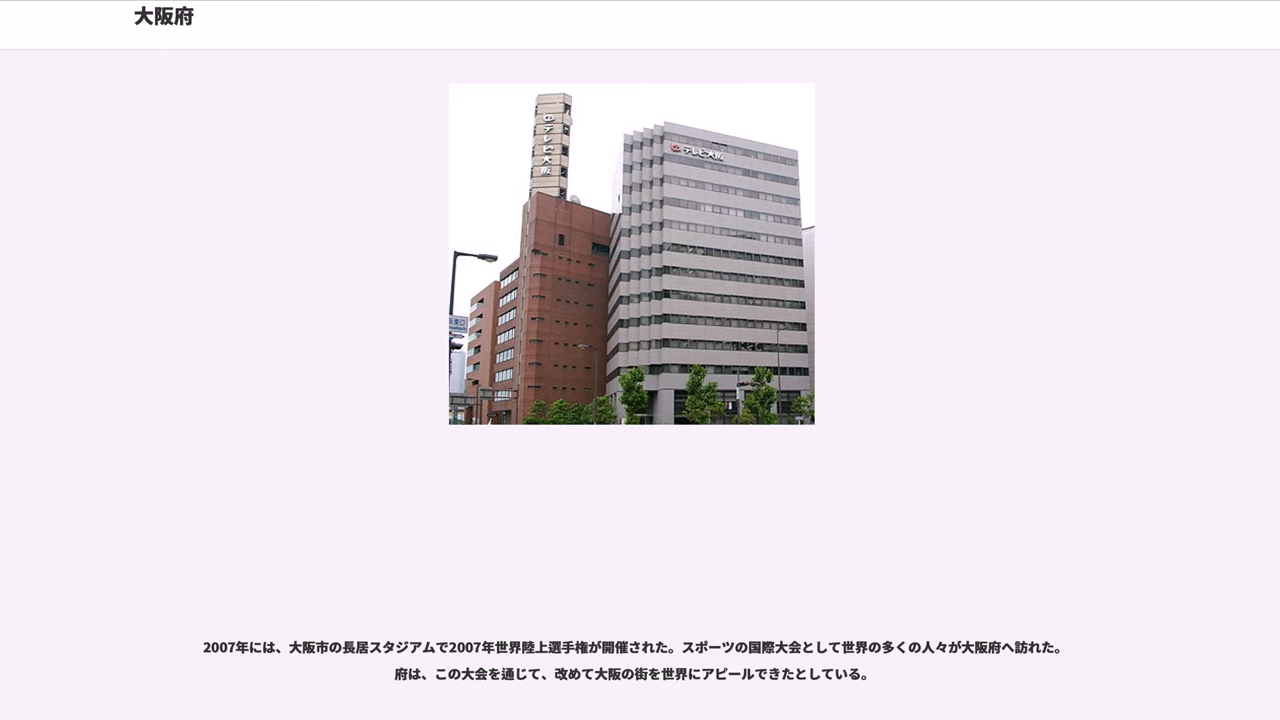 大阪府
テレビ大阪
テレビ大阪
2007年には、大阪市の長居スタジアムで2007年世界陸上選手権が開催された。スポーツの国際大会として世界の多くの人々が大阪府へ訪れた。
府は、この大会を通じて、改めて大阪の街を世界にアピールできたとしている。